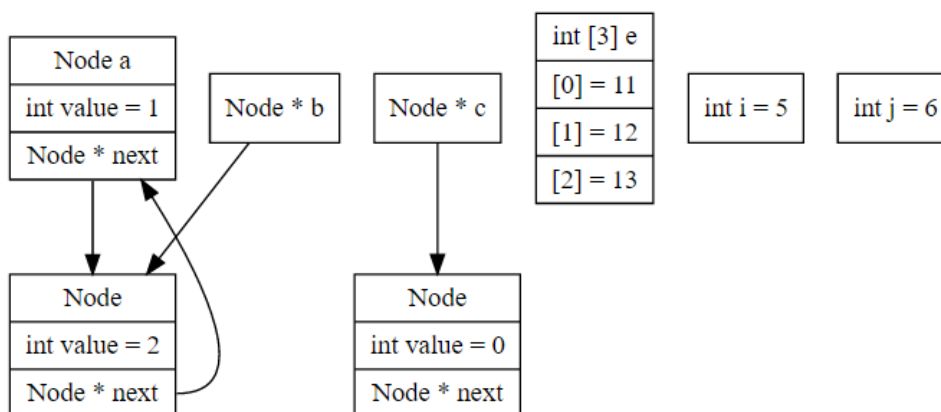 Node a
int value = 1
Node * next
Node * b
Node * c
int [3] e
[0] = 11
[1] = 12
[2] = 13
int i = 5
int j = 6
Node
int value = 2
Node * next
Node
int value = 0
Node * next